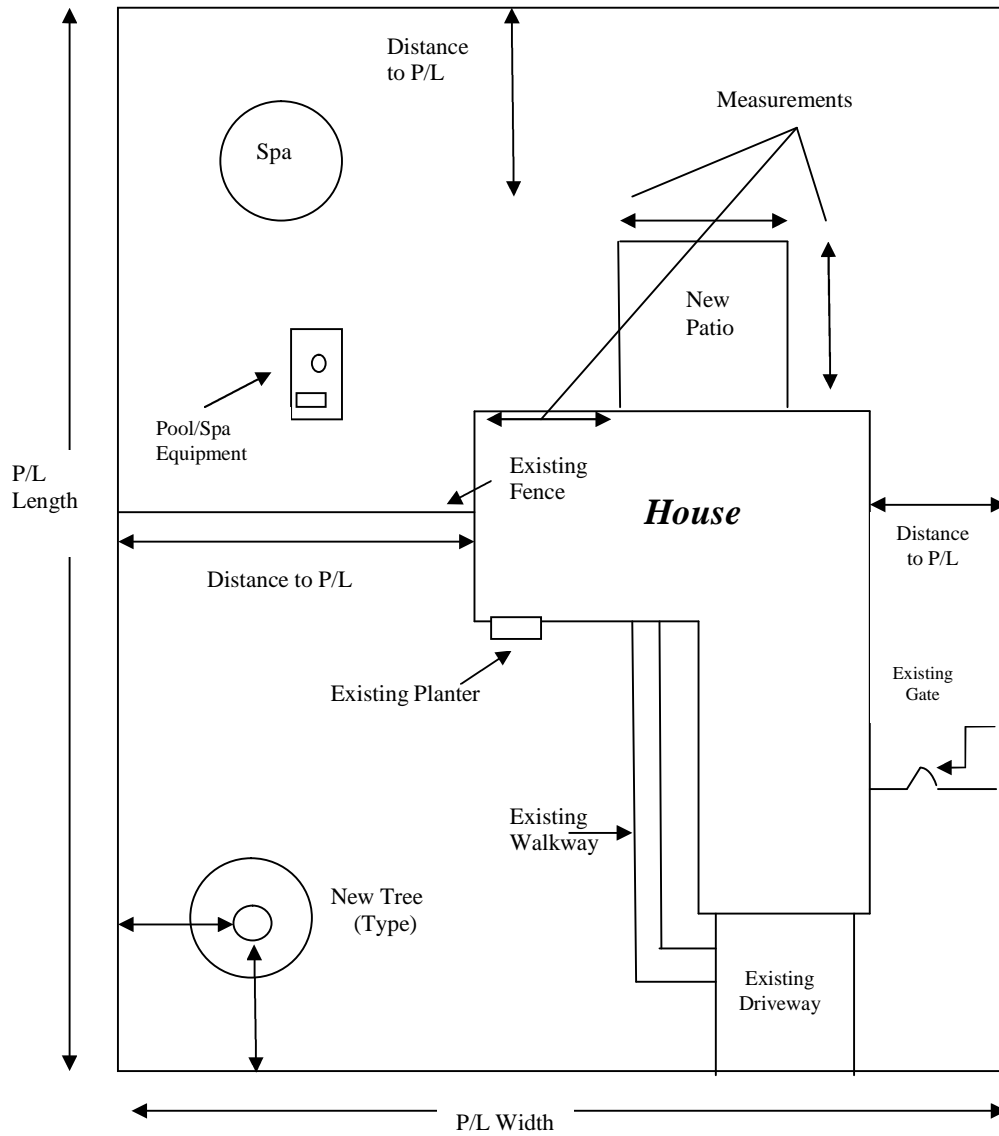 Distance
to P/L
Measurements
Spa
New
Patio
Pool/Spa
Equipment
P/L
Length
Existing
Fence
House
Distance
to P/L
Distance to P/L
Existing Planter
Existing
Gate
Existing
Walkway
New Tree
(Type)
Existing
Driveway
P/L Width